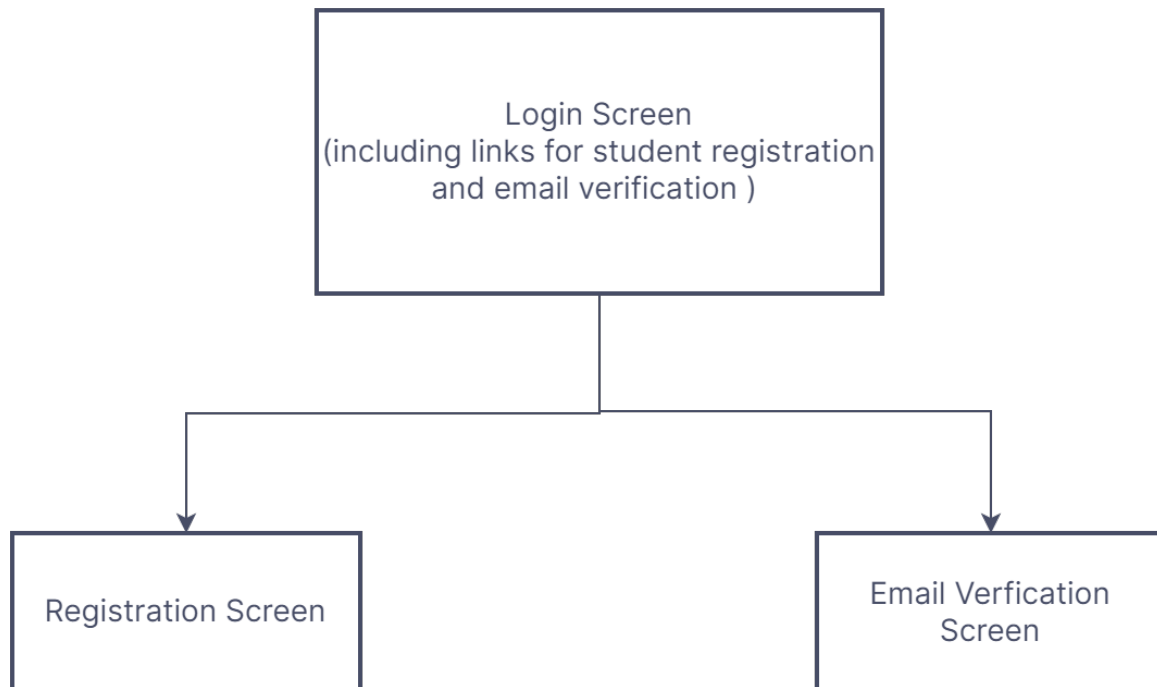 Login Screen
(including links for student registration
and email verification )
Registration Screen
Email Verfication
Screen